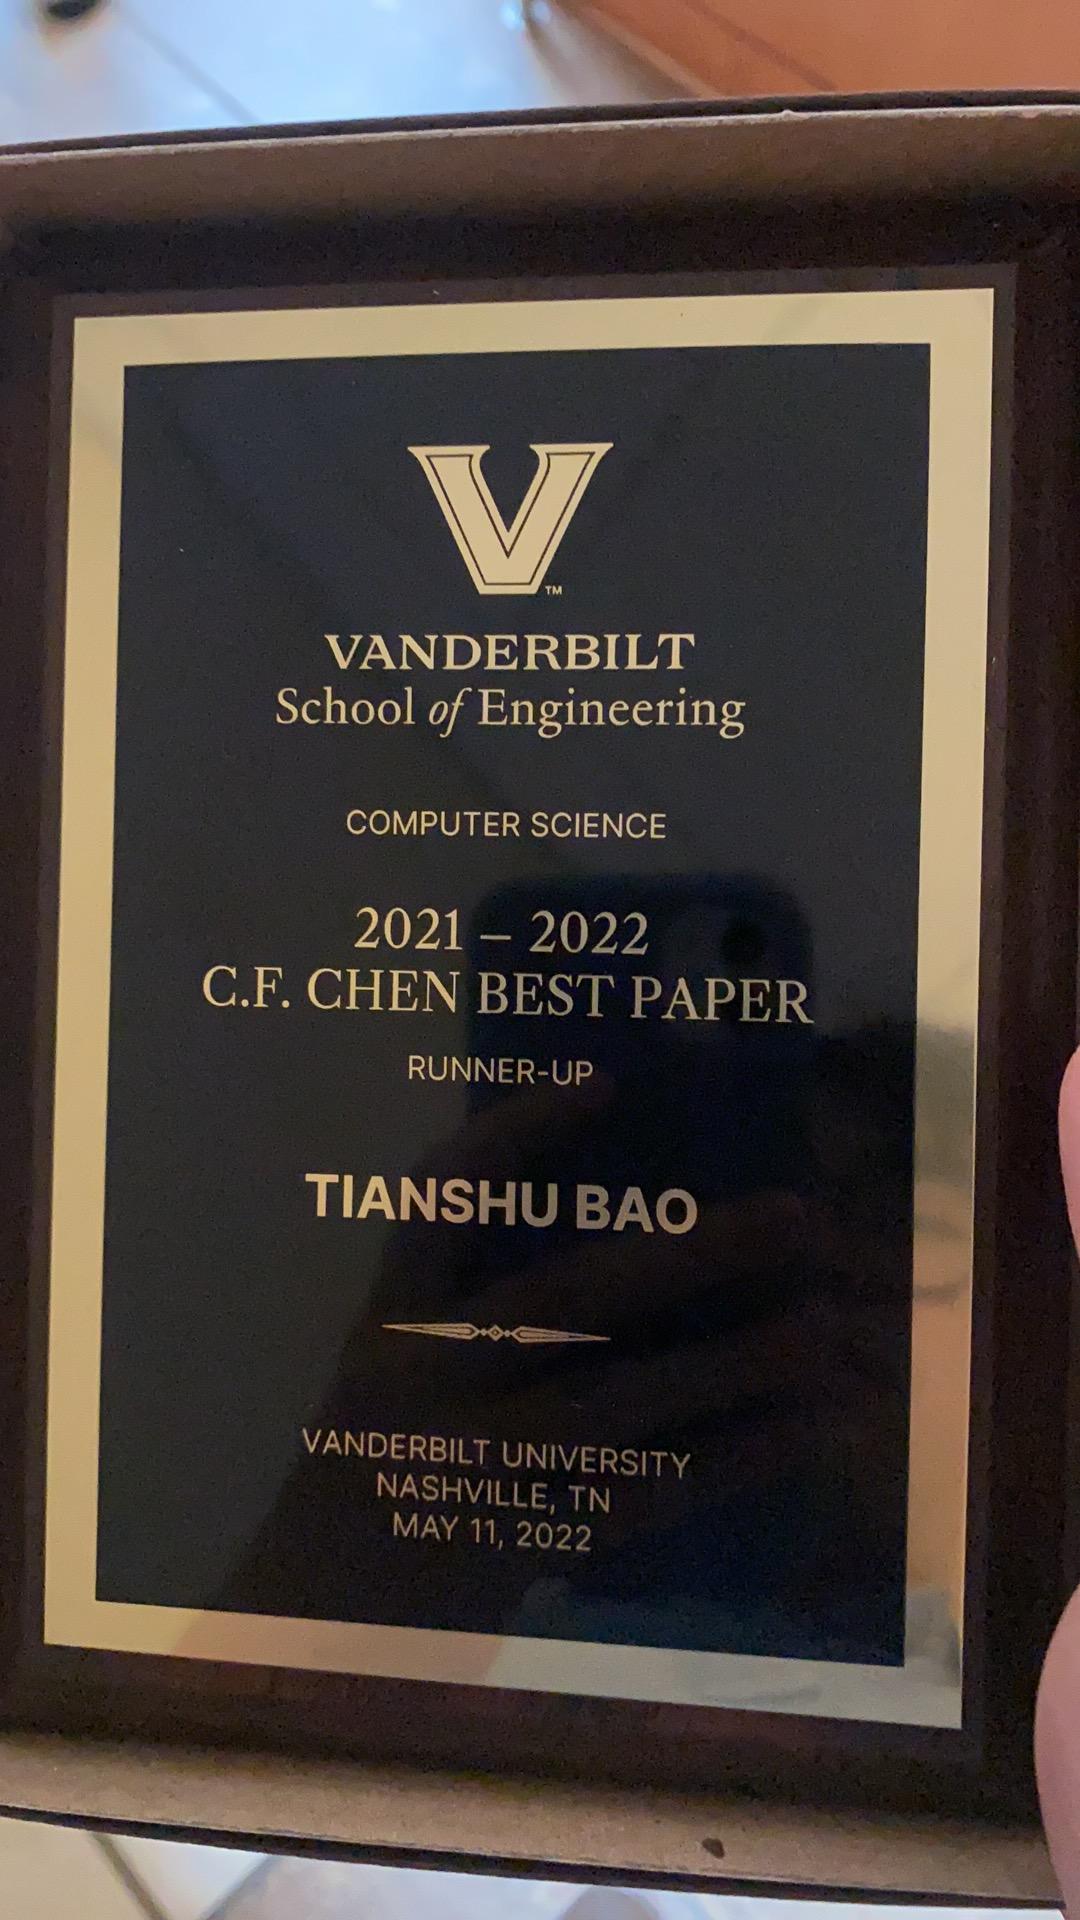 V™
VANDERBILT
School of Engineering
COMPUTER SCIENCE
2021 – 2022
C.F. CHEN BEST PAPER
RUNNER-UP
TIANSHU BAO
VANDERBILT UNIVERSITY
NASHVILLE, TN
MAY 11, 2022